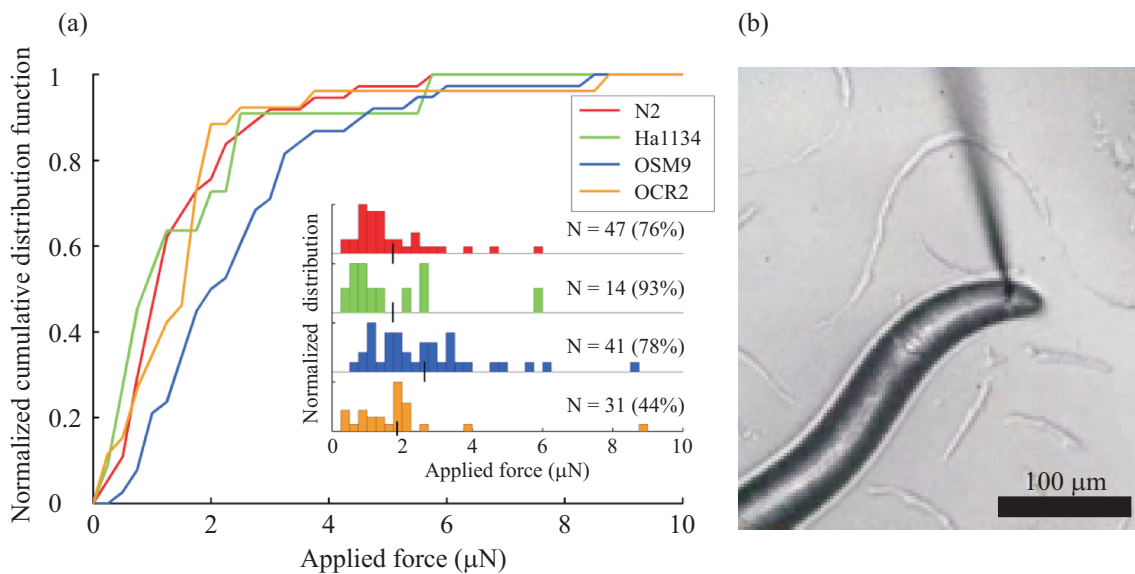 (a)
(b)
Normalized cumulative distribution function
1
0.8
0.6
0.4
0.2
0
0
2
4
6
8
10
Applied force (μN)
N2
Ha1134
OSM9
OCR2
Normalized distribution
N = 47 (76%)
N = 14 (93%)
N = 41 (78%)
N = 31 (44%)
0
2
4
6
8
10
Applied force (μN)
100 μm